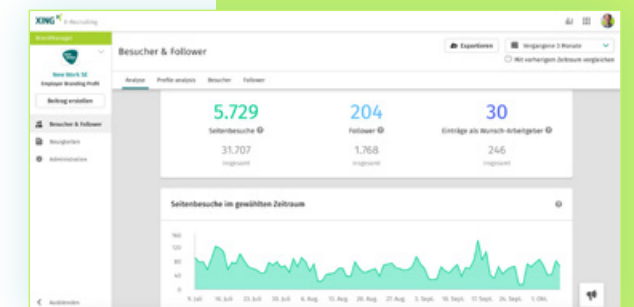 XING E-Recruiting
BrandManager
New Work SE
Employer Branding Profil
Beitrag erstellen
Besucher & Follower
Neuigkeiten
Administration
Ausblenden
Besucher & Follower
Exportieren
Vergangene 3 Monate
Mit vorherigem Zeitraum vergleichen
Analyse
Profile analysis
Besucher
Follower
5.729
Seitenbesuche
31.707
insgesamt
204
Follower
1.768
insgesamt
30
Einträge als Wunsch-Arbeitgeber
246
insgesamt
Seitenbesuche im gewählten Zeitraum
160
120
80
40
0
9. Juli 16. Juli 23. Juli 30. Juli 6. Aug 13. Aug 20. Aug 27. Aug 3. Sept. 10. Sept. 17. Sept. 24. Sept. 1. Okt.